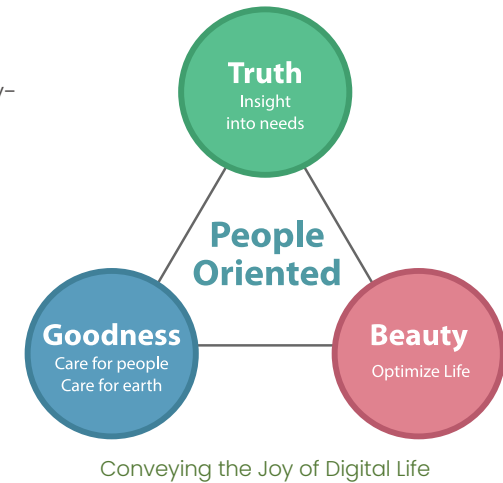 y–
Truth
Insight
into needs
People
Oriented
Goodness
Care for people
Care for earth
Beauty
Optimize Life
Conveying the Joy of Digital Life